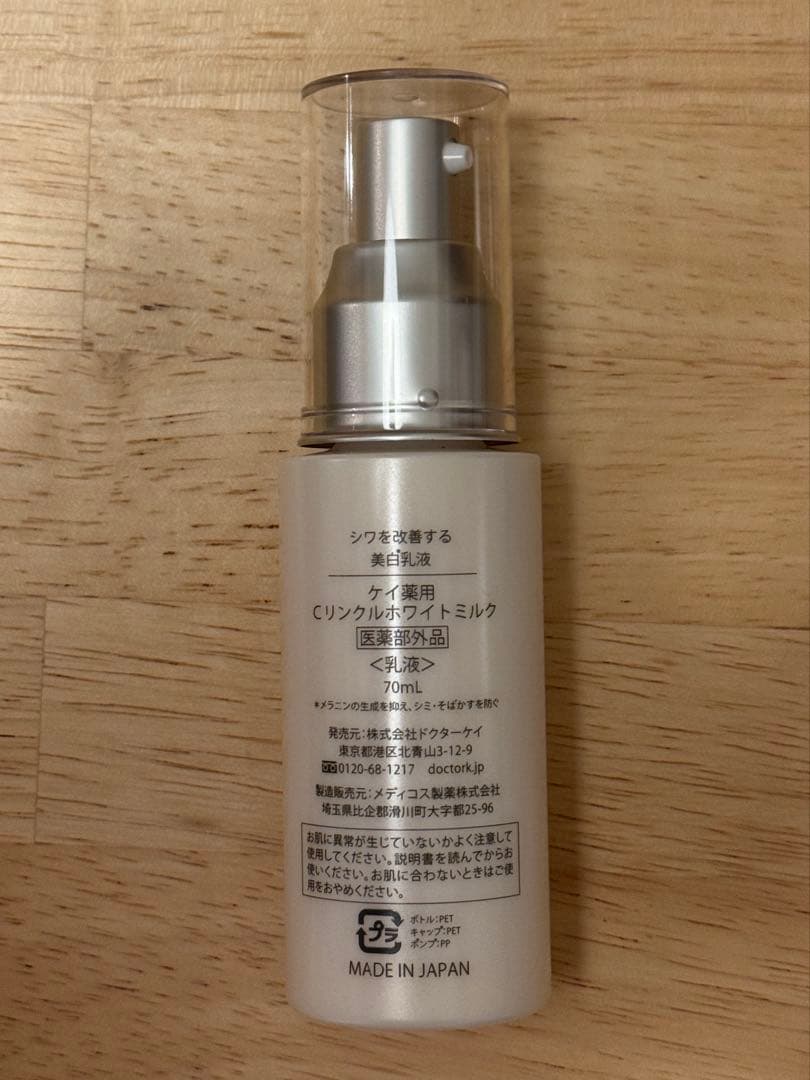 シワを改善する
美白*乳液
ケイ薬用
Cリンクルホワイトミルク
医薬部外品
<乳液>
70mL
*メラニンの生成を抑え、シミ・そばかすを防ぐ
発売元:株式会社ドクターケイ
東京都港区北青山3-12-9
0120-68-1217 doctork.jp
製造販売元:メディコス製薬株式会社
埼玉県比企郡滑川町大字都25-96
お肌に異常が生じていないかよく注意して
使用してください。説明書を読んでからお
使いください。お肌に合わないときはご使
用をおやめください。
プラ
ボトル:PET
キャップ:PET
ポンプ:PP
MADE IN JAPAN